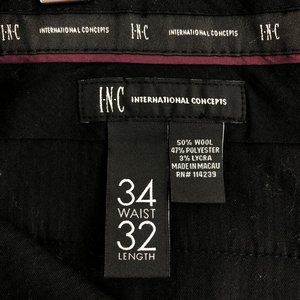 I·N·C INTERNATIONAL CONCEPTS I·N·C INTERNATIONAL CONCEPTS I·N·C
I·N·C INTERNATIONAL CONCEPTS
34
WAIST
32
LENGTH
50% WOOL
47% POLYESTER
3% LYCRA
MADE IN MACAU
RN# 114239